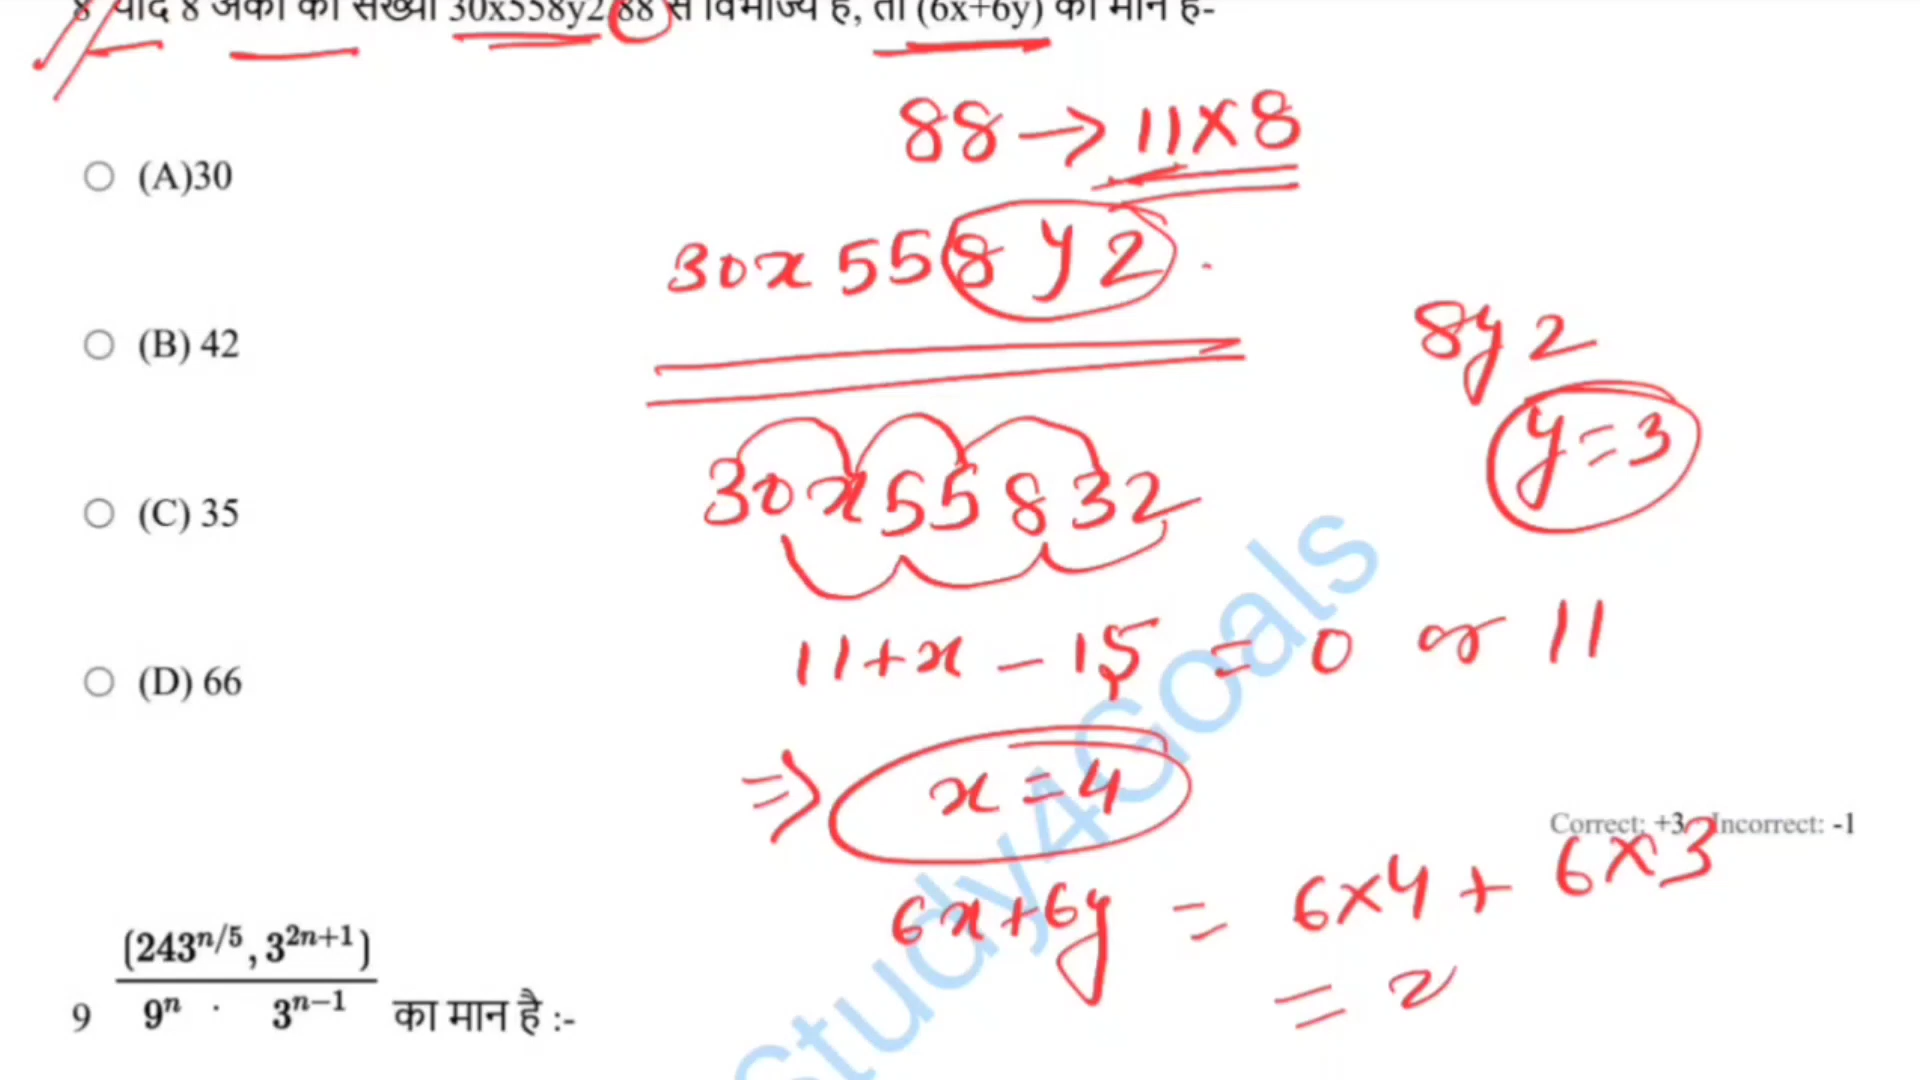 8 यदि 8 अंकों की संख्या 30x558y2, 88 से विभाज्य है, तो (6x+6y) का मान है-
88 → 11×8
(A)30
30x558y2
(B) 42
8y2
y=3
(C) 35
30x55832
11+x-15 = 0 or 11
(D) 66
⇒ x=4
Correct: +3 Incorrect: -1
6x+6y = 6×4 + 6×3
= 2
9 (243^{n/5}, 3^{2n+1}) / 9^n · 3^{n-1} का मान है :-
Study4Goals